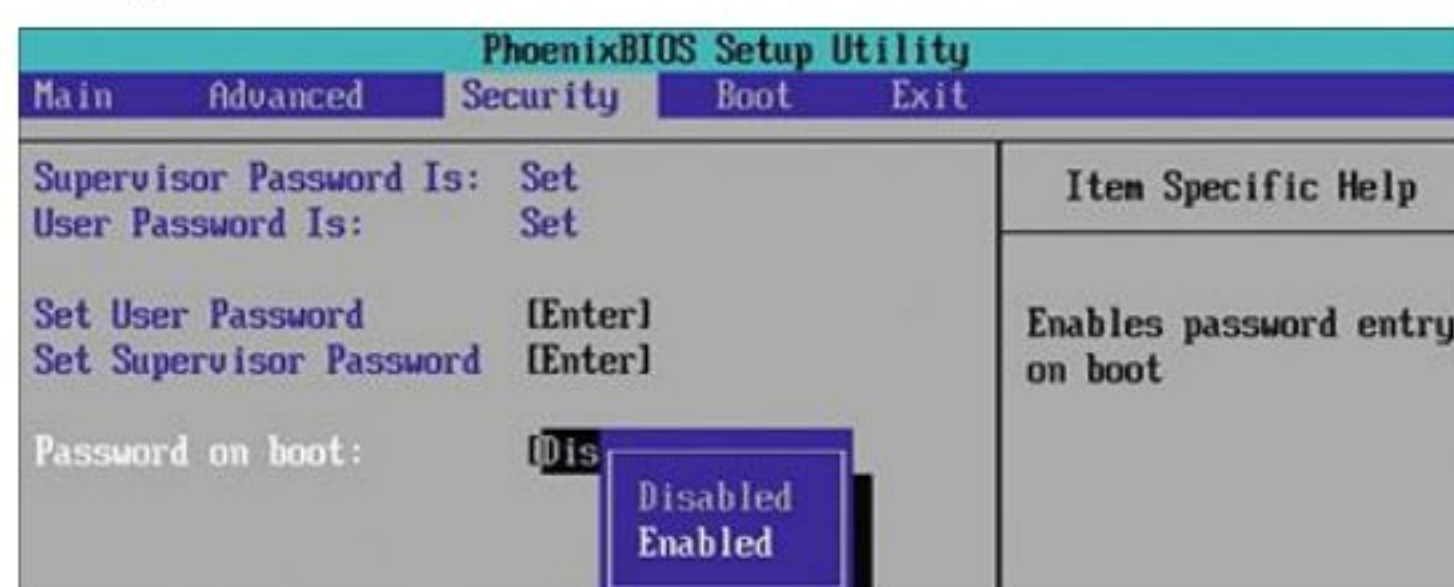 PhoenixBIOS Setup Utility
Main Advanced Security Boot Exit
Supervisor Password Is: Set
User Password Is: Set
Item Specific Help
Set User Password [Enter]
Set Supervisor Password [Enter]
Enables password entry
on boot
Password on boot: [Dis
Disabled
Enabled